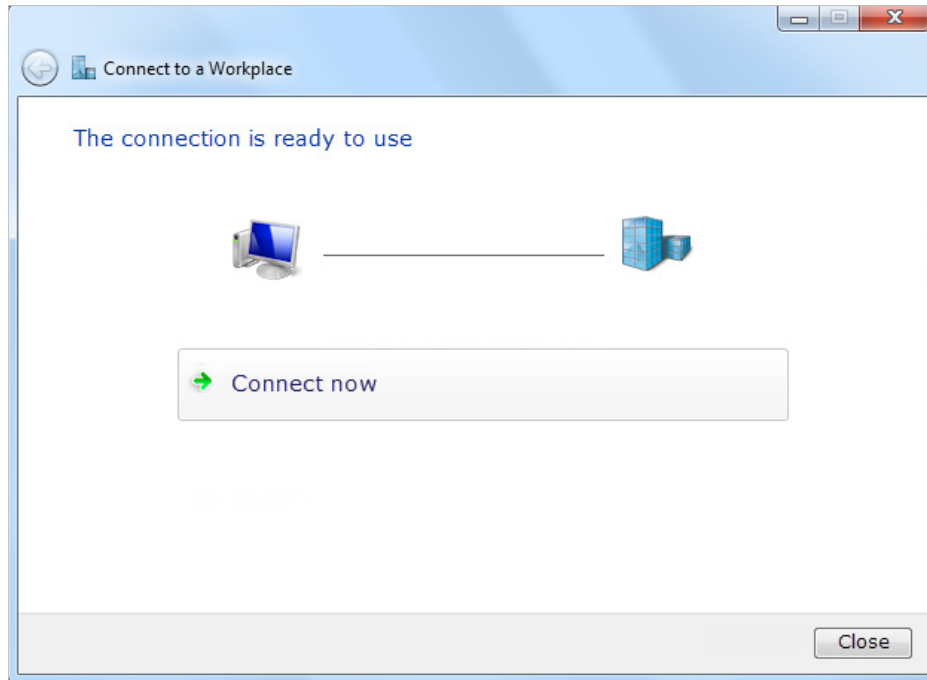 Connect to a Workplace
The connection is ready to use
Connect now
Close